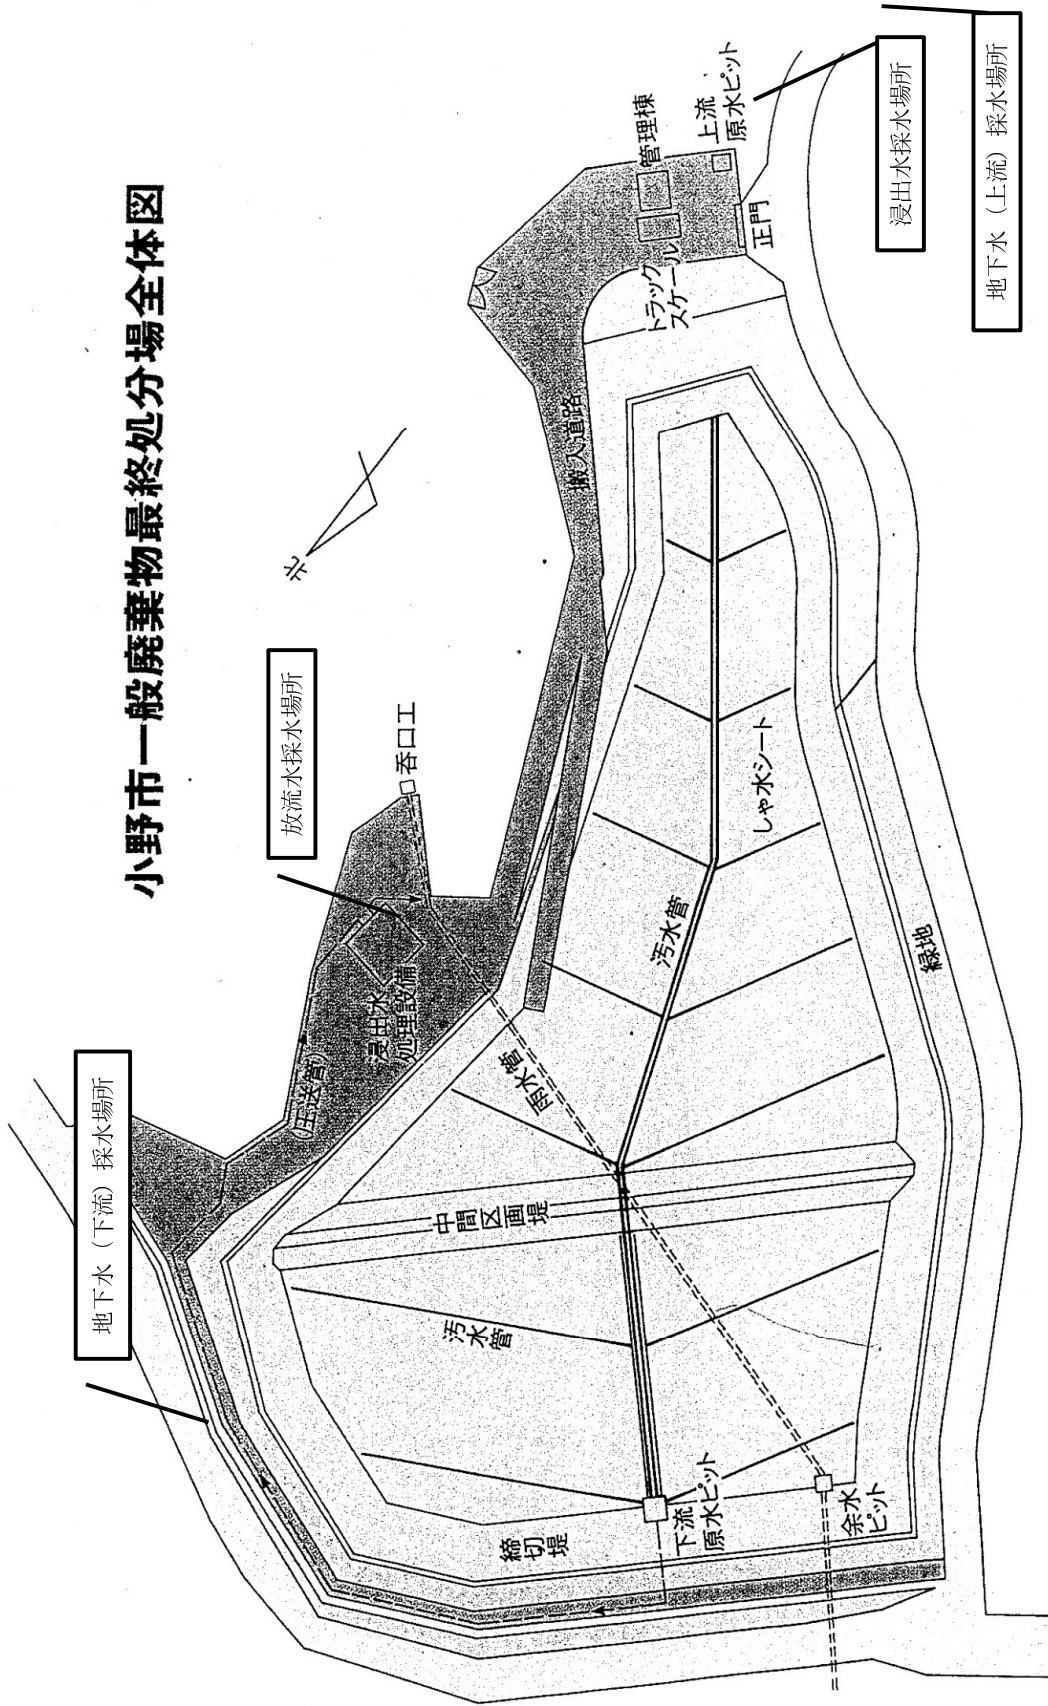 小野市一般廃棄物最終処分場全体図
北
地下水（下流）採水場所
放流水採水場所
浸出水採水場所
地下水（上流）採水場所
呑口工
浸出水
処理設備
(圧送管)
搬入道路
管理棟
上流
原水ピット
トラック
スケール
正門
雨水管
汚水管
しゃ水シート
緑地
中間区画堤
汚水管
締切堤
下流
原水ピット
余水
ピット